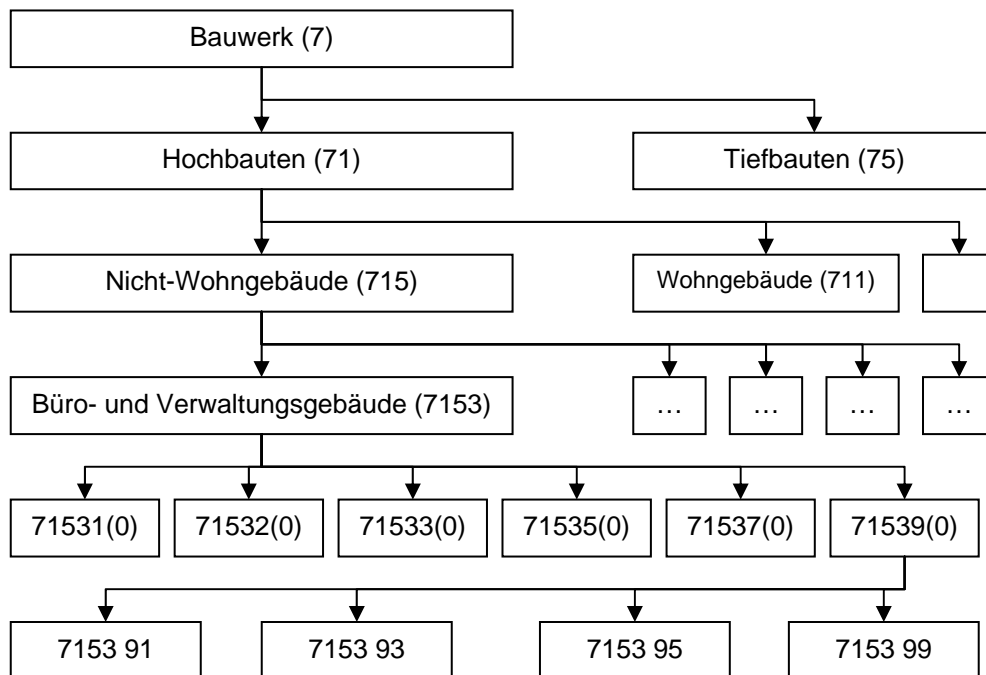 Bauwerk (7)
Hochbauten (71)
Tiefbauten (75)
Nicht-Wohngebäude (715)
Wohngebäude (711)
Büro- und Verwaltungsgebäude (7153)
…
…
…
…
71531(0)
71532(0)
71533(0)
71535(0)
71537(0)
71539(0)
7153 91
7153 93
7153 95
7153 99